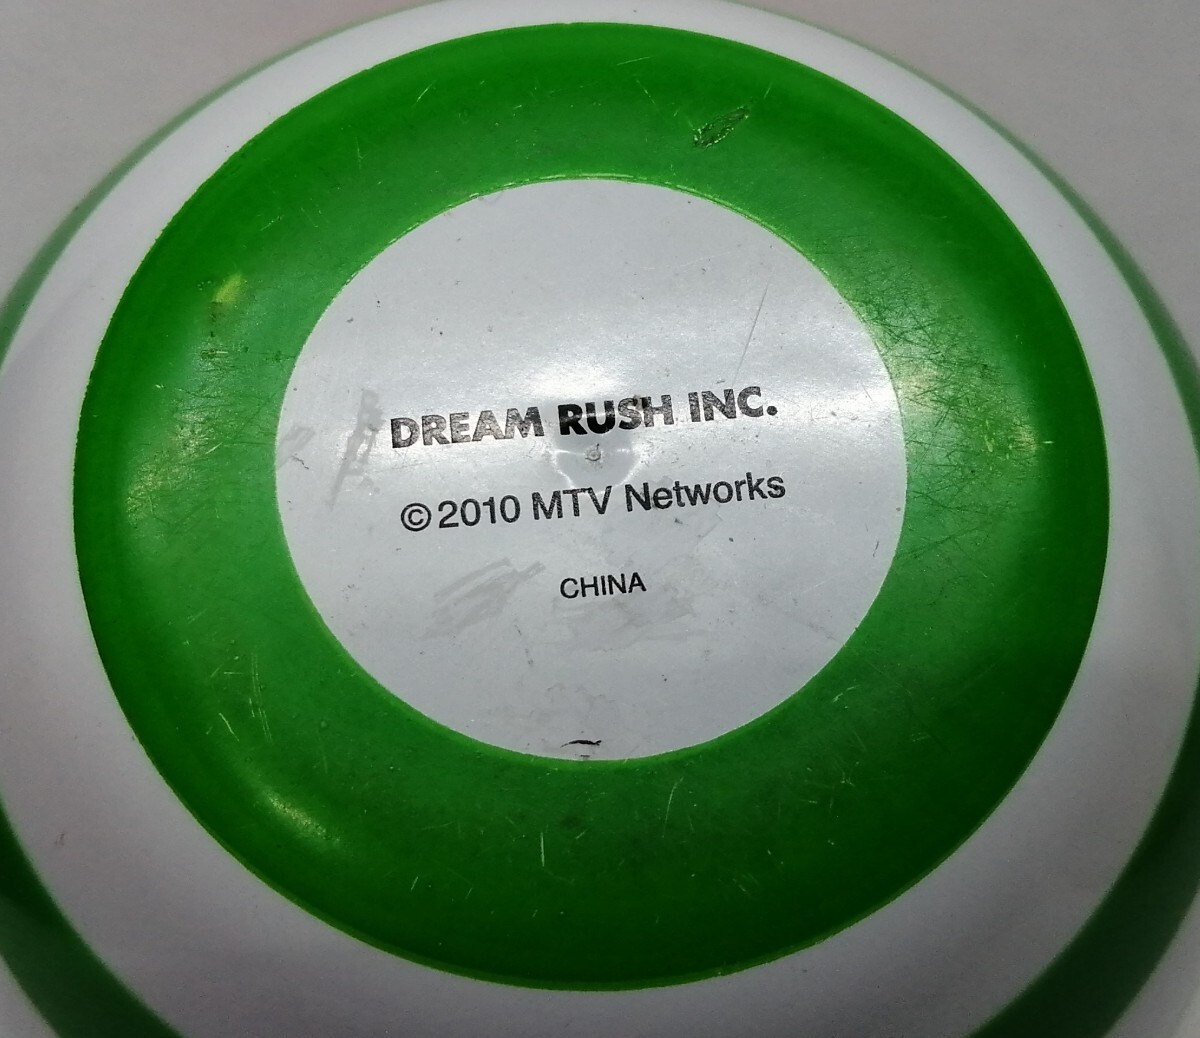 DREAM RUSH INC.
©2010 MTV Networks
CHINA